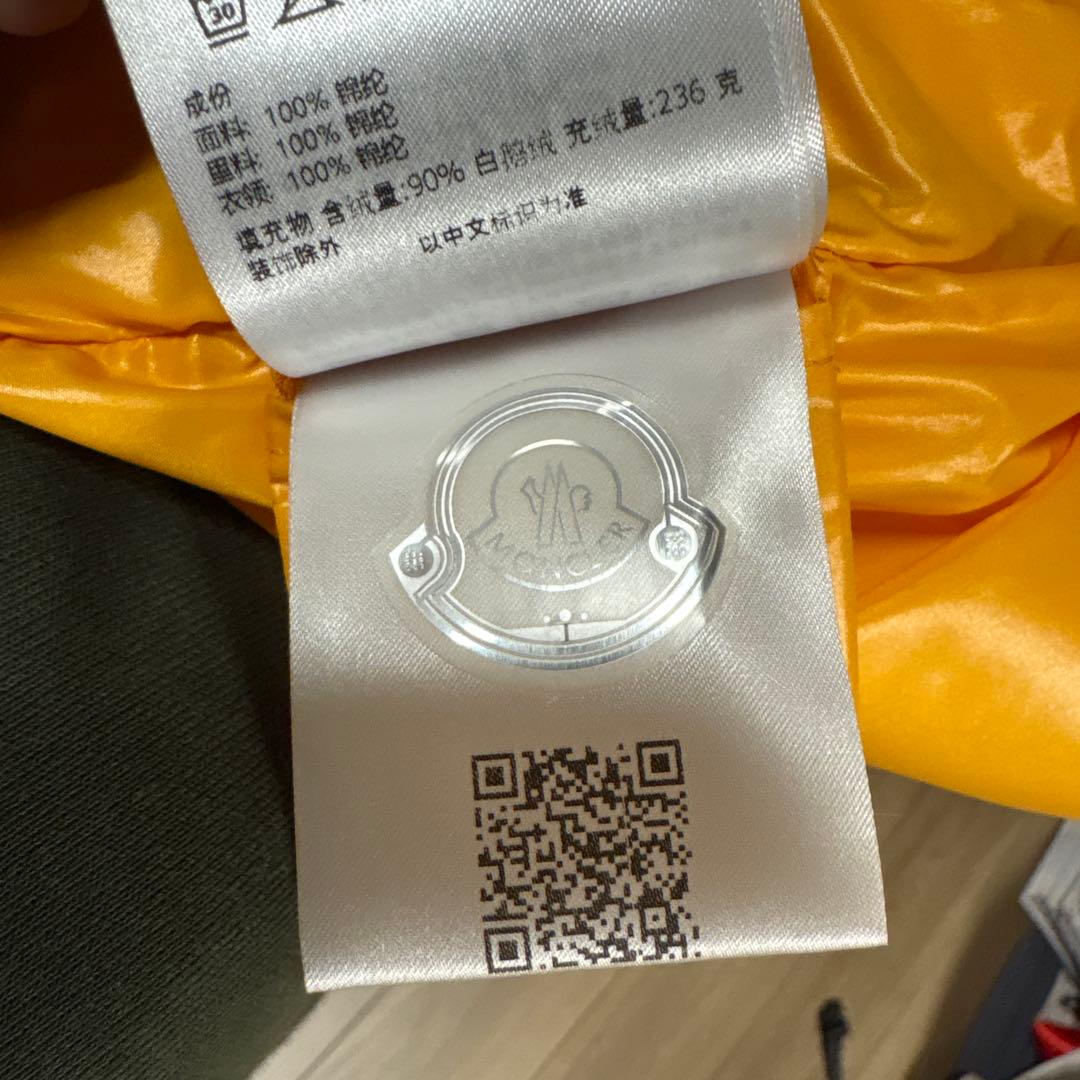 30
成份
面料: 100% 锦纶
里料: 100% 锦纶
衣领: 100% 锦纶
填充物 含绒量:90% 白鹅绒 充绒量:236 克
装饰除外 以中文标识为准
MONCLER